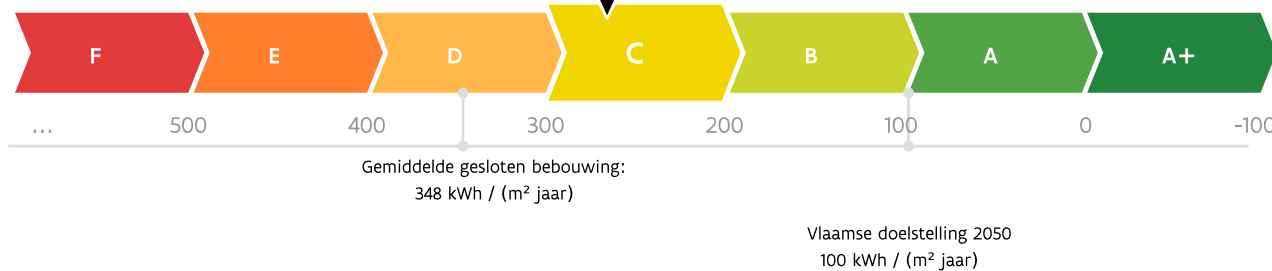 F E D C B A A+
... 500 400 300 200 100 0 -100
Gemiddelde gesloten bebouwing:
348 kWh / (m² jaar)
Vlaamse doelstelling 2050
100 kWh / (m² jaar)